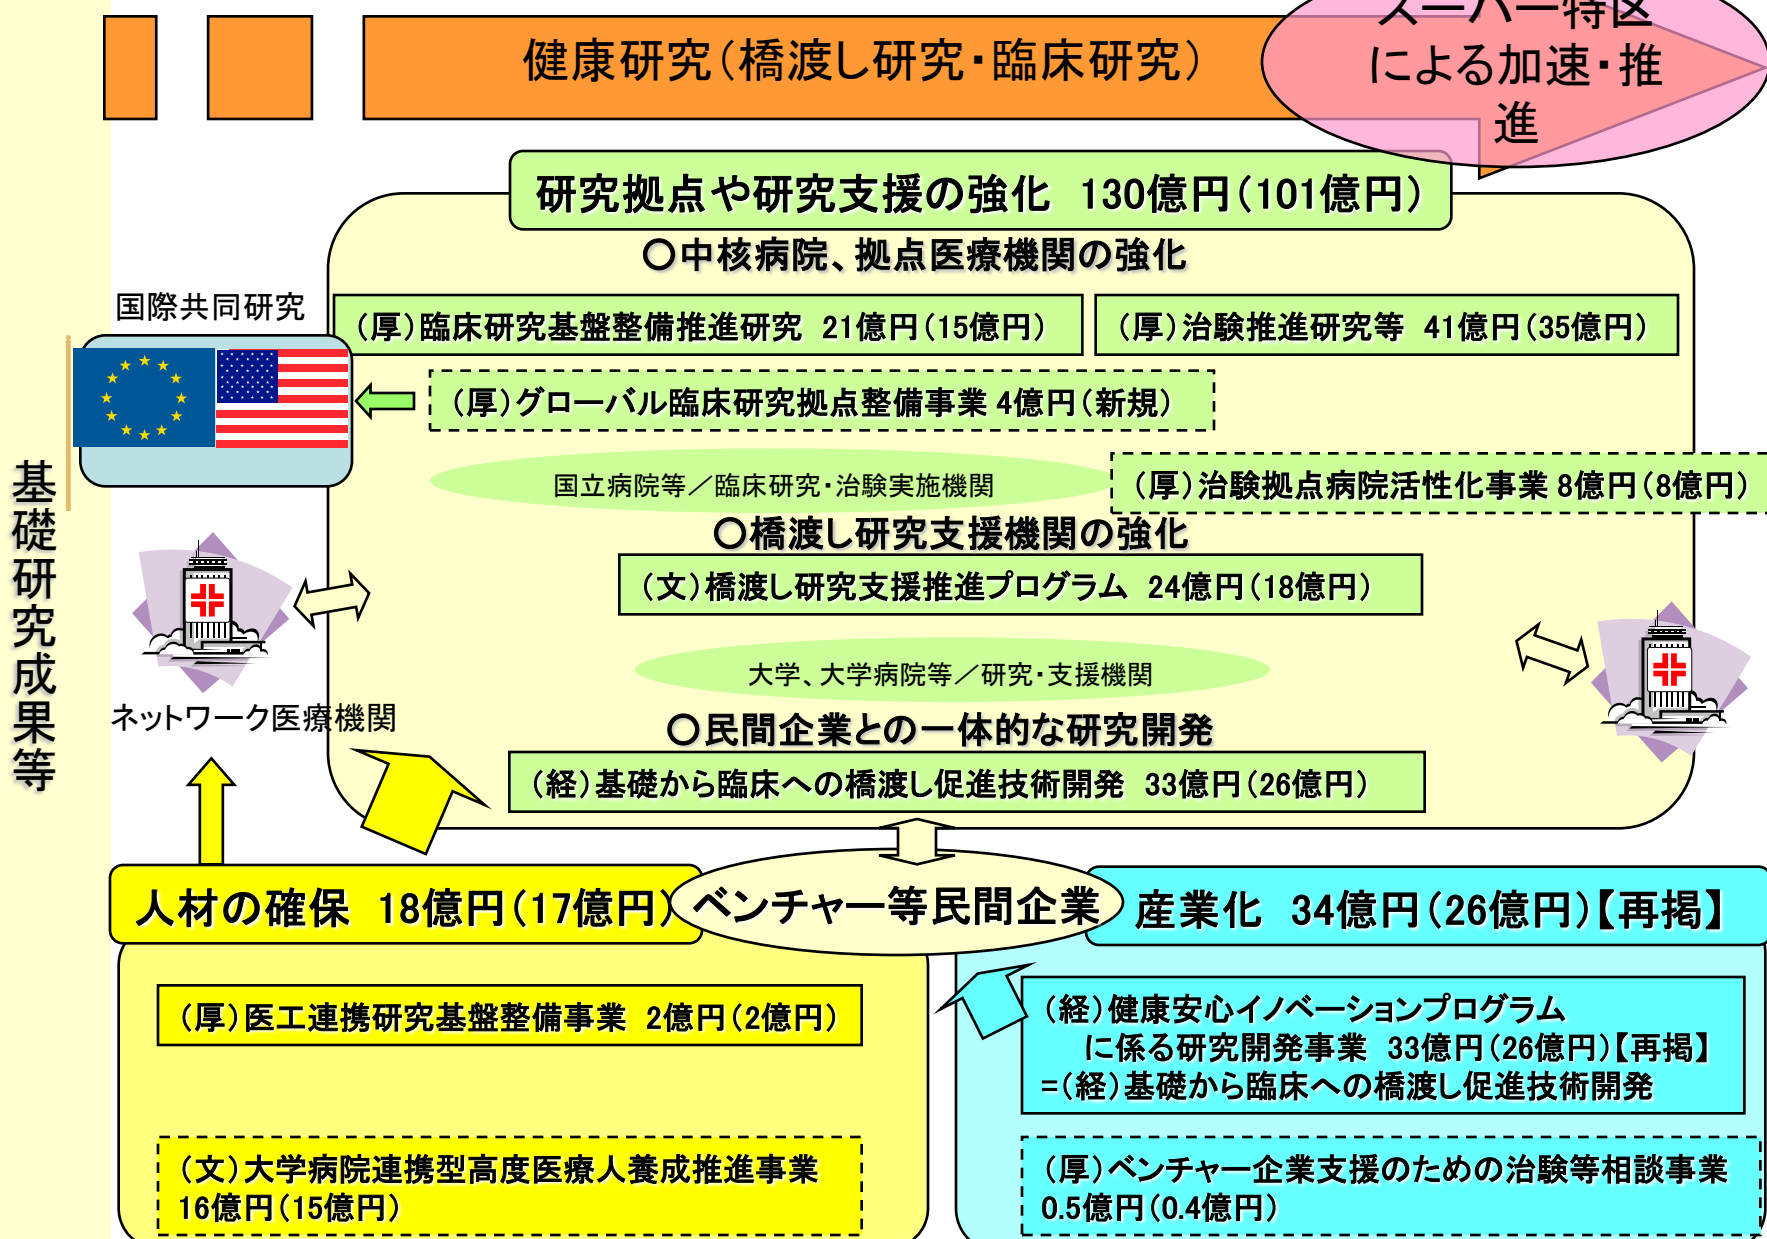 健康研究（橋渡し研究・臨床研究）
スーパー特区
による加速・推
進
研究拠点や研究支援の強化 130億円（101億円）
○中核病院、拠点医療機関の強化
国際共同研究
（厚）臨床研究基盤整備推進研究 21億円（15億円）
（厚）治験推進研究等 41億円（35億円）
（厚）グローバル臨床研究拠点整備事業 4億円（新規）
国立病院等／臨床研究・治験実施機関
（厚）治験拠点病院活性化事業 8億円（8億円）
○橋渡し研究支援機関の強化
（文）橋渡し研究支援推進プログラム 24億円（18億円）
大学、大学病院等／研究・支援機関
ネットワーク医療機関
○民間企業との一体的な研究開発
（経）基礎から臨床への橋渡し促進技術開発 33億円（26億円）
基礎研究成果等
人材の確保 18億円（17億円）
ベンチャー等民間企業
産業化 34億円（26億円）【再掲】
（厚）医工連携研究基盤整備事業 2億円（2億円）
（文）大学病院連携型高度医療人養成推進事業
16億円（15億円）
（経）健康安心イノベーションプログラム
に係る研究開発事業 33億円（26億円）【再掲】
=（経）基礎から臨床への橋渡し促進技術開発
（厚）ベンチャー企業支援のための治験等相談事業
0.5億円（0.4億円）